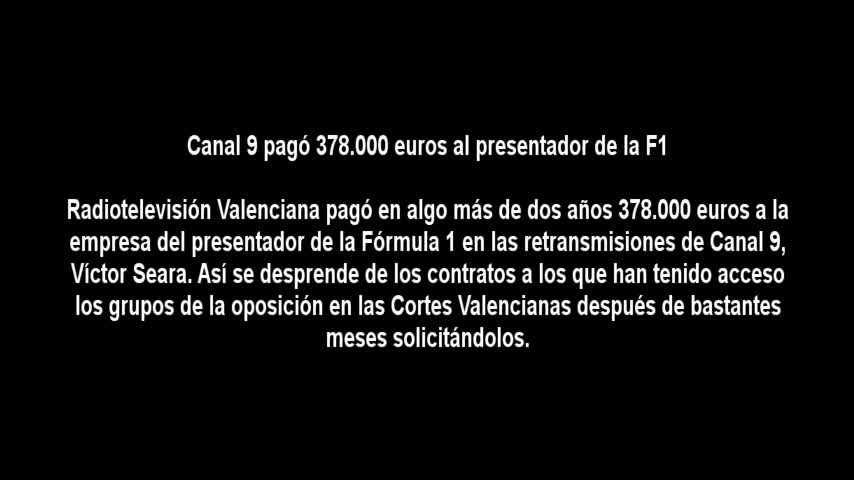 Canal 9 pagó 378.000 euros al presentador de la F1
Radiotelevisión Valenciana pagó en algo más de dos años 378.000 euros a la
empresa del presentador de la Fórmula 1 en las retransmisiones de Canal 9,
Víctor Seara. Así se desprende de los contratos a los que han tenido acceso
los grupos de la oposición en las Cortes Valencianas después de bastantes
meses solicitándolos.